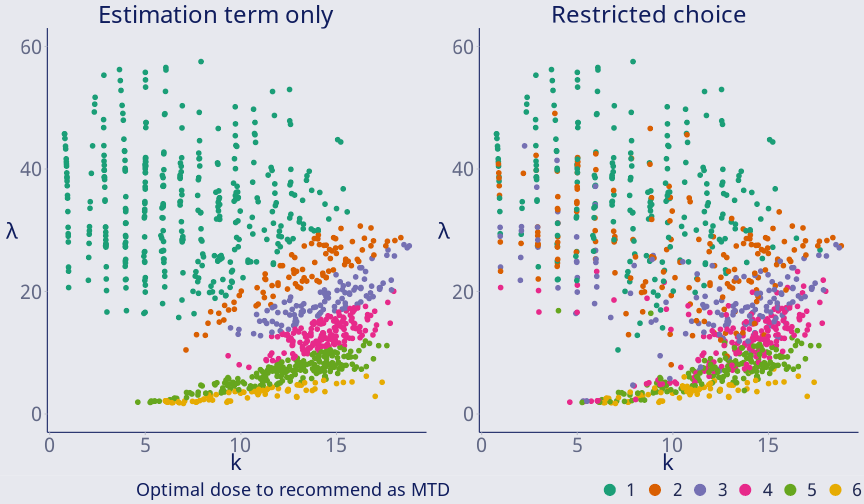 Estimation term only
Restricted choice
60
40
λ
20
0
0 5 10 15
k
60
40
λ
20
0
0 5 10 15
k
Optimal dose to recommend as MTD 1 2 3 4 5 6